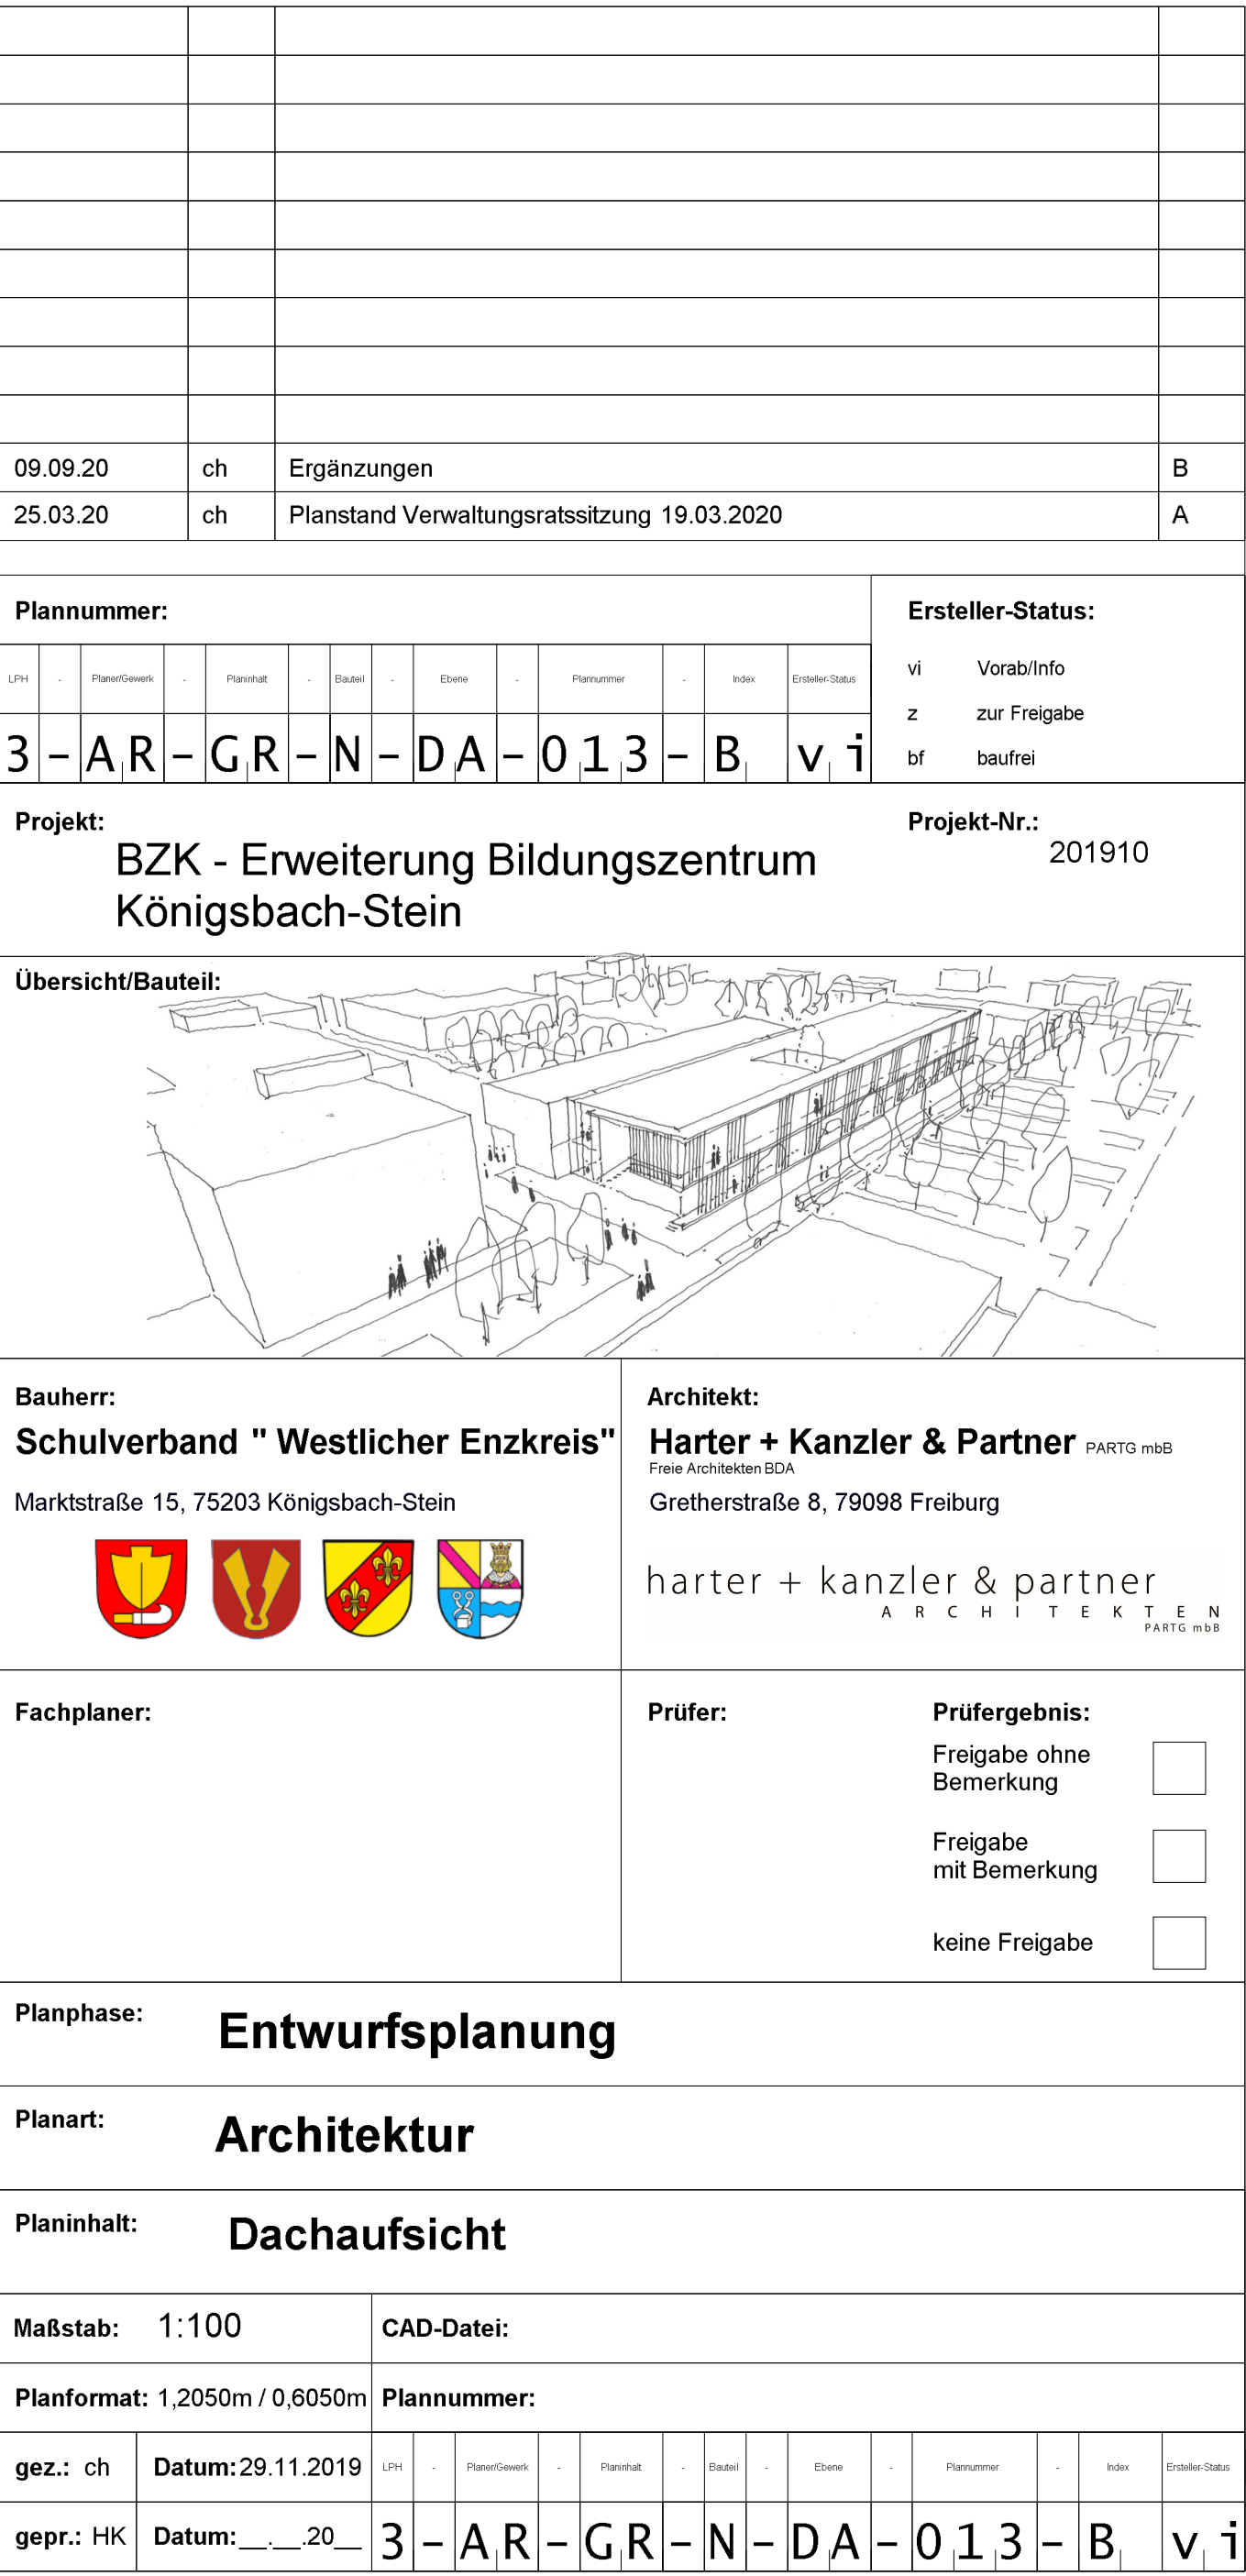 09.09.20 ch Ergänzungen B
25.03.20 ch Planstand Verwaltungsratssitzung 19.03.2020 A
Plannummer:
LPH - Planer/Gewerk - Planinhalt - Bauteil - Ebene - Plannummer - Index Ersteller-Status
3-AR-GR-N-DA-013-B vi
Ersteller-Status:
vi Vorab/Info
z zur Freigabe
bf baufrei
Projekt:
BZK - Erweiterung Bildungszentrum
Königsbach-Stein
Projekt-Nr.:
201910
Übersicht/Bauteil:
Bauherr:
Schulverband " Westlicher Enzkreis"
Marktstraße 15, 75203 Königsbach-Stein
Architekt:
Harter + Kanzler & Partner PARTG mbB
Freie Architekten BDA
Gretherstraße 8, 79098 Freiburg
harter + kanzler & partner
ARCHITEKTEN
PARTG mbB
Fachplaner:
Prüfer:
Prüfergebnis:
Freigabe ohne
Bemerkung
Freigabe
mit Bemerkung
keine Freigabe
Planphase: Entwurfsplanung
Planart: Architektur
Planinhalt: Dachaufsicht
Maßstab: 1:100
CAD-Datei:
Planformat: 1,2050m / 0,6050m
Plannummer:
gez.: ch Datum: 29.11.2019
LPH - Planer/Gewerk - Planinhalt - Bauteil - Ebene - Plannummer - Index Ersteller-Status
gepr.: HK Datum: __.__.20__
3-AR-GR-N-DA-013-B vi